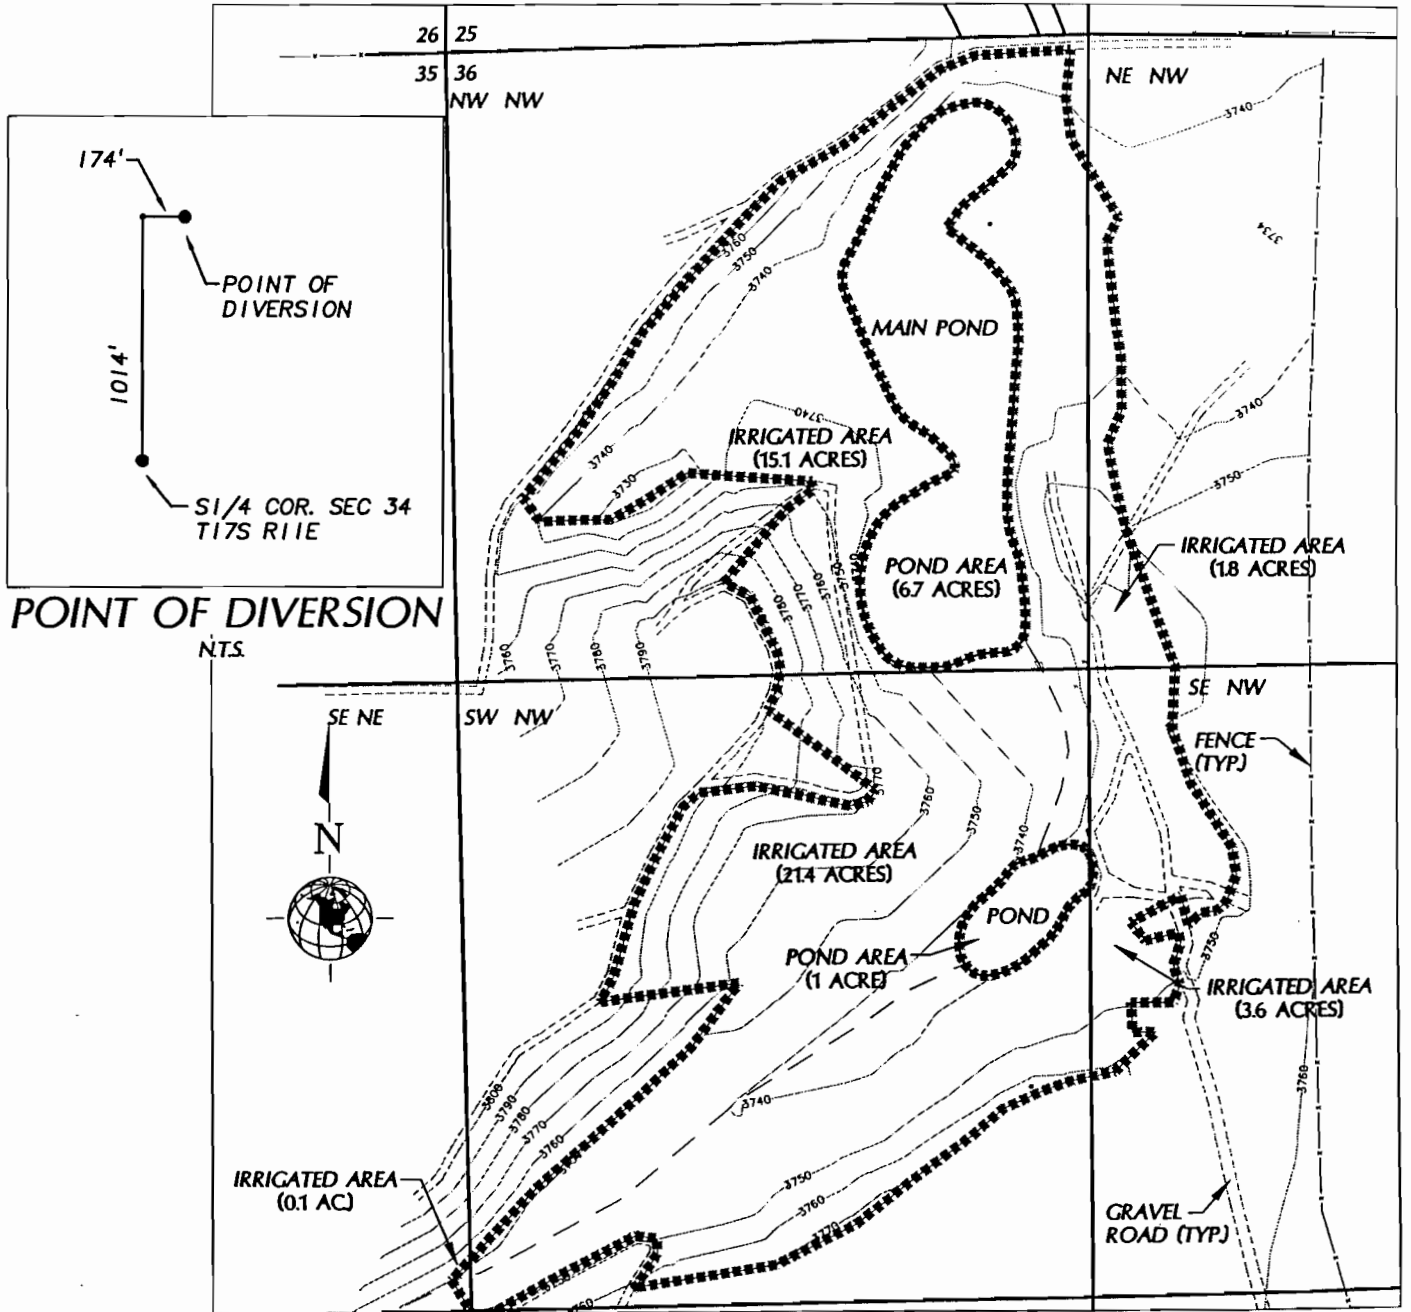 26 25
35 36
NW NW
NE NW
3740
174'
POINT OF
DIVERSION
1014'
S1/4 COR. SEC 34
T17S R11E
POINT OF DIVERSION
N.T.S.
3734
3760
3750
3740
MAIN POND
3740
IRRIGATED AREA
(15.1 ACRES)
3740
3730
3740
3750
POND AREA
(6.7 ACRES)
IRRIGATED AREA
(1.8 ACRES)
3750
3760
3770
3780
3760
3770
3780
3790
SE NE
SW NW
SE NW
FENCE
(TYP.)
3770
3760
3750
3740
N
IRRIGATED AREA
(21.4 ACRES)
POND
POND AREA
(1 ACRE)
3750
IRRIGATED AREA
(3.6 ACRES)
3760
3800
3790
3780
3770
3760
3740
IRRIGATED AREA
(0.1 AC.)
3750
3760
3770
GRAVEL
ROAD (TYP.)
3760